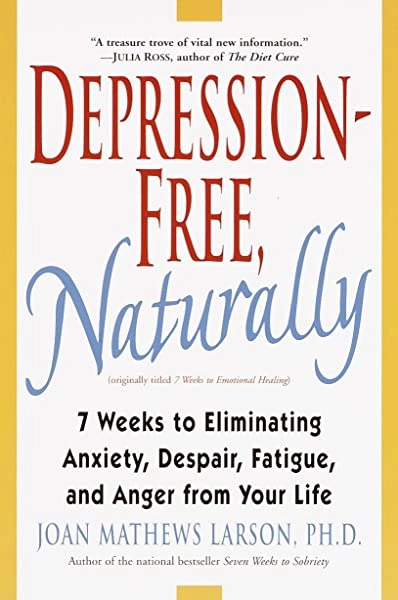 “A treasure trove of vital new information.”
—JULIA ROSS, author of The Diet Cure
DEPRESSION-
FREE,
Naturally
(originally titled 7 Weeks to Emotional Healing)
7 Weeks to Eliminating
Anxiety, Despair, Fatigue,
and Anger from Your Life
JOAN MATHEWS LARSON, PH.D.
Author of the national bestseller Seven Weeks to Sobriety